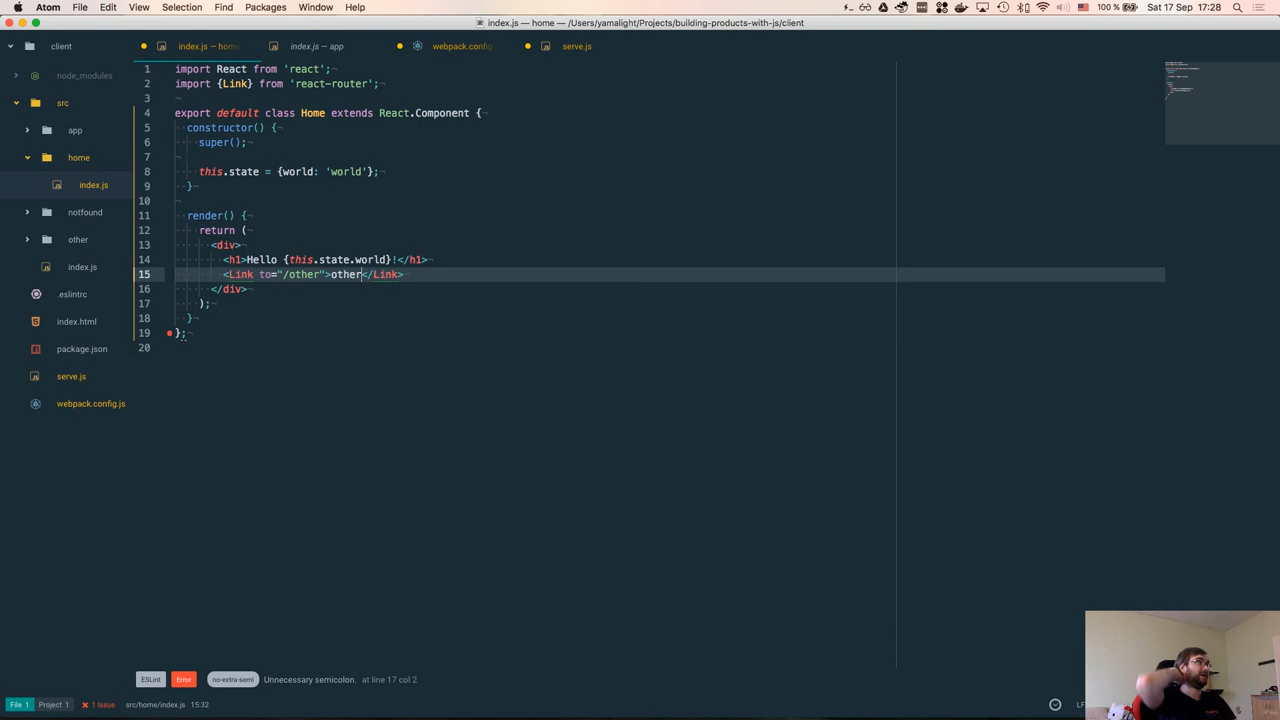 Atom File Edit View Selection Find Packages Window Help 100 % Sat 17 Sep 17:28
index.js — home — /Users/yamalight/Projects/building-products-with-js/client
client index.js — home index.js — app webpack.config. serve.js
node_modules
src
app
home
index.js
notfound
other
index.js
.eslintrc
index.html
package.json
serve.js
webpack.config.js
1 import React from 'react';
2 import {Link} from 'react-router';
3
4 export default class Home extends React.Component {
5 constructor() {
6 super();
7
8 this.state = {world: 'world'};
9 }
10
11 render() {
12 return (
13 <div>
14 <h1>Hello {this.state.world}!</h1>
15 <Link to="/other">other</Link>
16 </div>
17 );
18 }
19 };
20
ESLint Error no-extra-semi Unnecessary semicolon. at line 17 col 2
File 1 Project 1 1 Issue src/home/index.js 15:32 LF